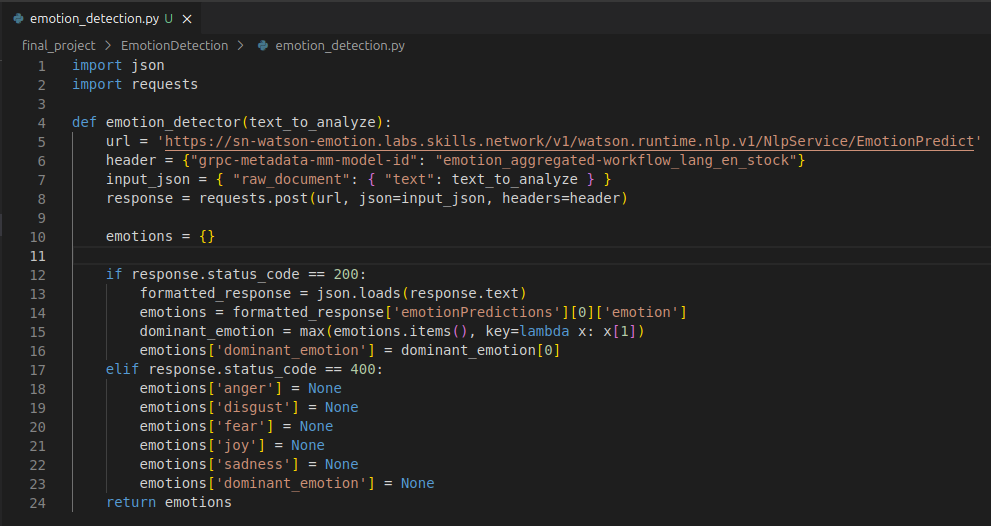 emotion_detection.py U ×
final_project > EmotionDetection > emotion_detection.py
1 import json
2 import requests
3
4 def emotion_detector(text_to_analyze):
5     url = 'https://sn-watson-emotion.labs.skills.network/v1/watson.runtime.nlp.v1/NlpService/EmotionPredict'
6     header = {"grpc-metadata-mm-model-id": "emotion_aggregated-workflow_lang_en_stock"}
7     input_json = { "raw_document": { "text": text_to_analyze } }
8     response = requests.post(url, json=input_json, headers=header)
9
10     emotions = {}
11
12     if response.status_code == 200:
13         formatted_response = json.loads(response.text)
14         emotions = formatted_response['emotionPredictions'][0]['emotion']
15         dominant_emotion = max(emotions.items(), key=lambda x: x[1])
16         emotions['dominant_emotion'] = dominant_emotion[0]
17     elif response.status_code == 400:
18         emotions['anger'] = None
19         emotions['disgust'] = None
20         emotions['fear'] = None
21         emotions['joy'] = None
22         emotions['sadness'] = None
23         emotions['dominant_emotion'] = None
24     return emotions